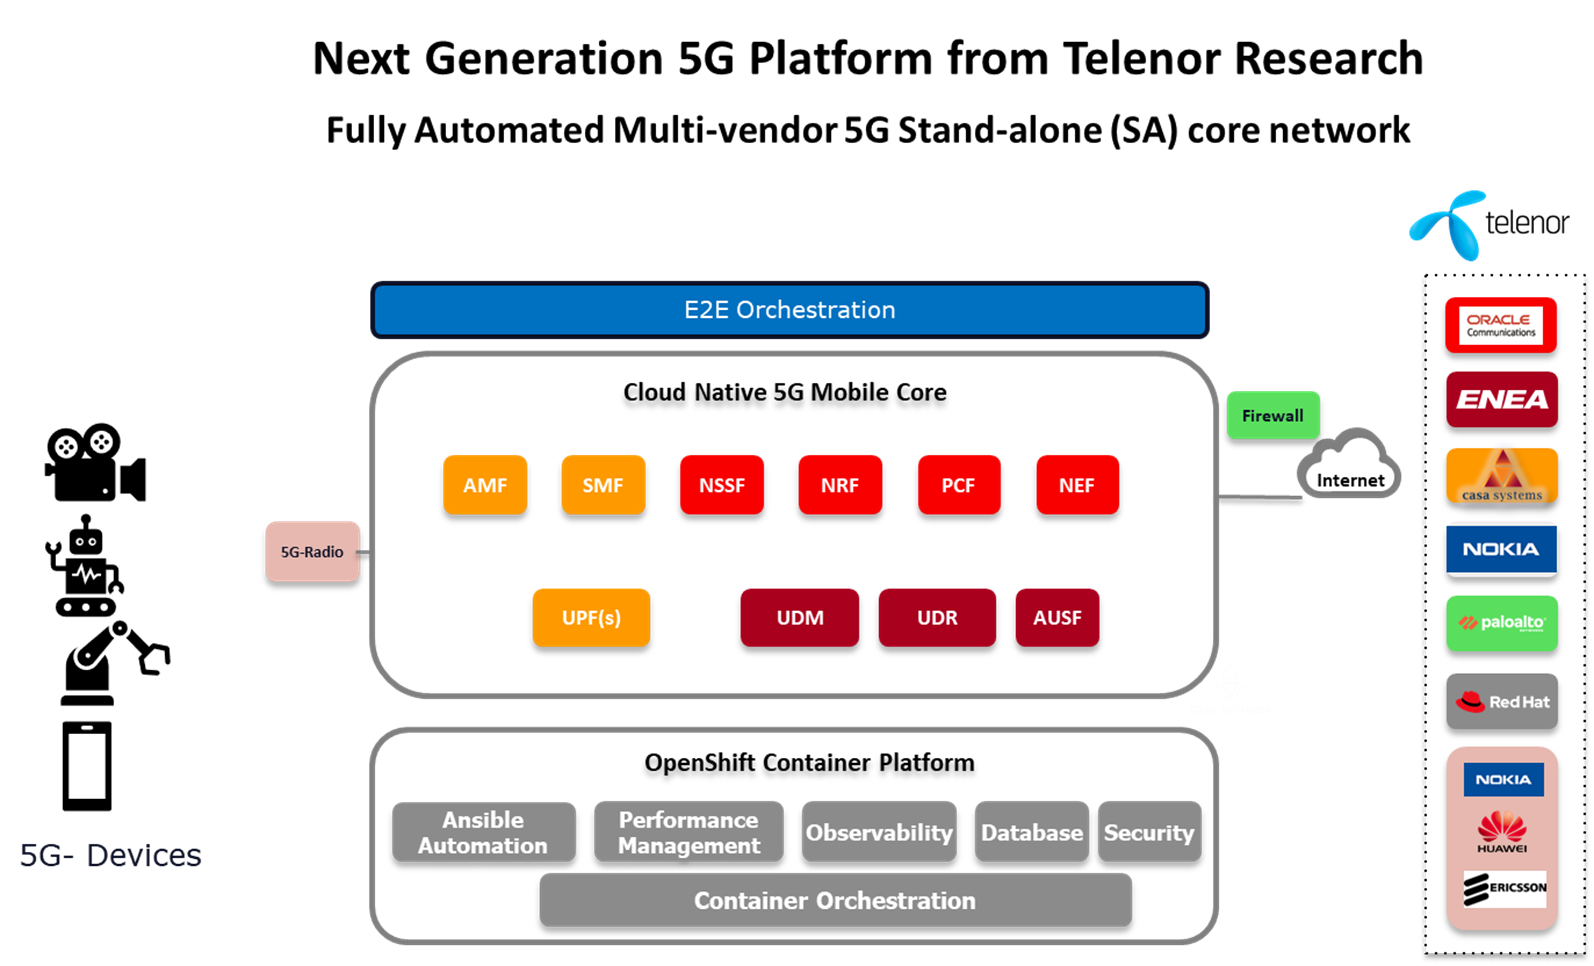 Next Generation 5G Platform from Telenor Research
Fully Automated Multi-vendor 5G Stand-alone (SA) core network
telenor
E2E Orchestration
Cloud Native 5G Mobile Core
AMF
SMF
NSSF
NRF
PCF
NEF
UPF(s)
UDM
UDR
AUSF
5G-Radio
Firewall
Internet
5G- Devices
OpenShift Container Platform
Ansible
Automation
Performance
Management
Observability
Database
Security
Container Orchestration
ORACLE
Communications
ENEA
casa systems
NOKIA
paloalto
NETWORKS
Red Hat
NOKIA
HUAWEI
ERICSSON